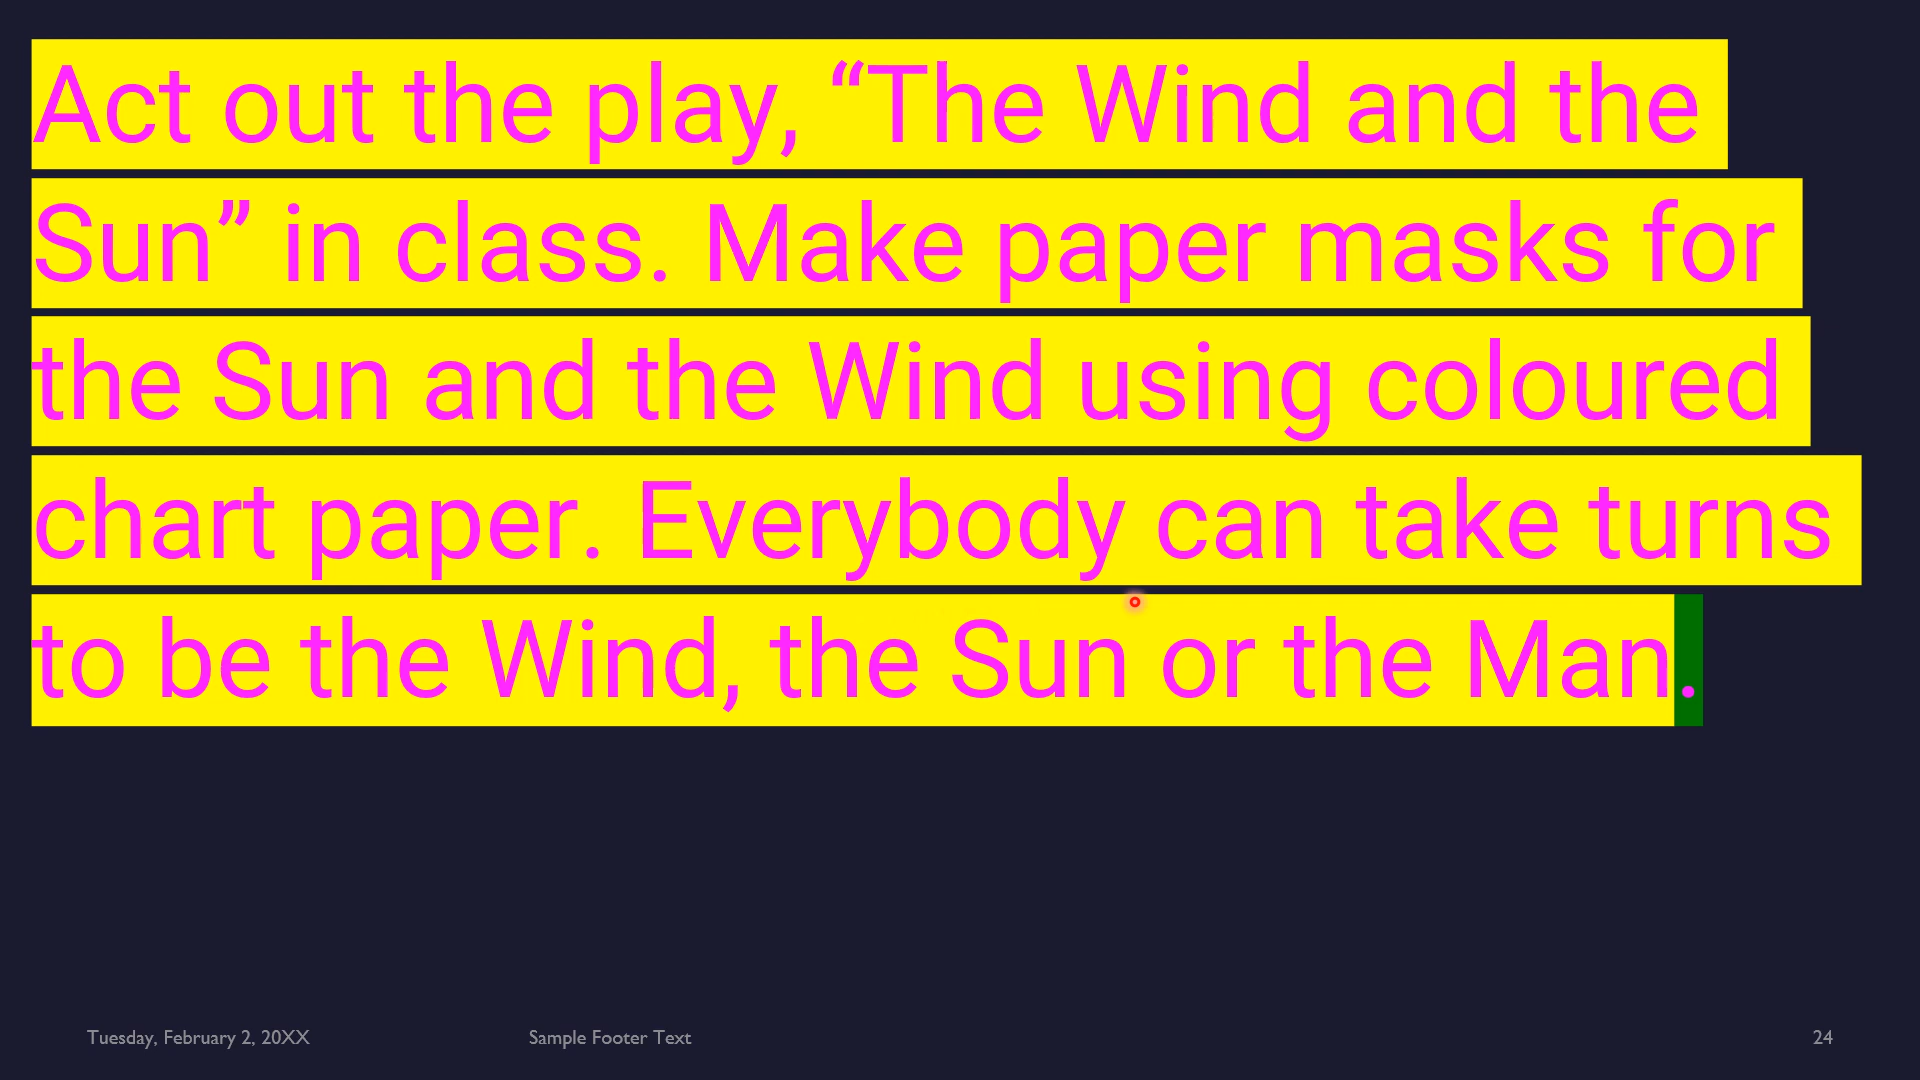 Act out the play, “The Wind and the
Sun” in class. Make paper masks for
the Sun and the Wind using coloured
chart paper. Everybody can take turns
to be the Wind, the Sun or the Man.
Tuesday, February 2, 20XX
Sample Footer Text
24